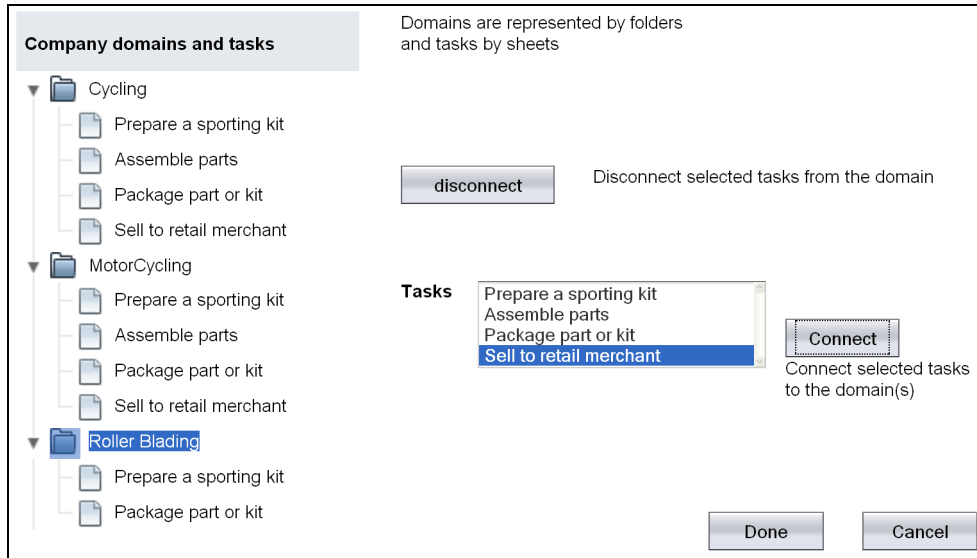 Company domains and tasks
Cycling
Prepare a sporting kit
Assemble parts
Package part or kit
Sell to retail merchant
MotorCycling
Prepare a sporting kit
Assemble parts
Package part or kit
Sell to retail merchant
Roller Blading
Prepare a sporting kit
Package part or kit
Domains are represented by folders
and tasks by sheets
disconnect
Disconnect selected tasks from the domain
Tasks
Prepare a sporting kit
Assemble parts
Package part or kit
Sell to retail merchant
Connect
Connect selected tasks
to the domain(s)
Done
Cancel